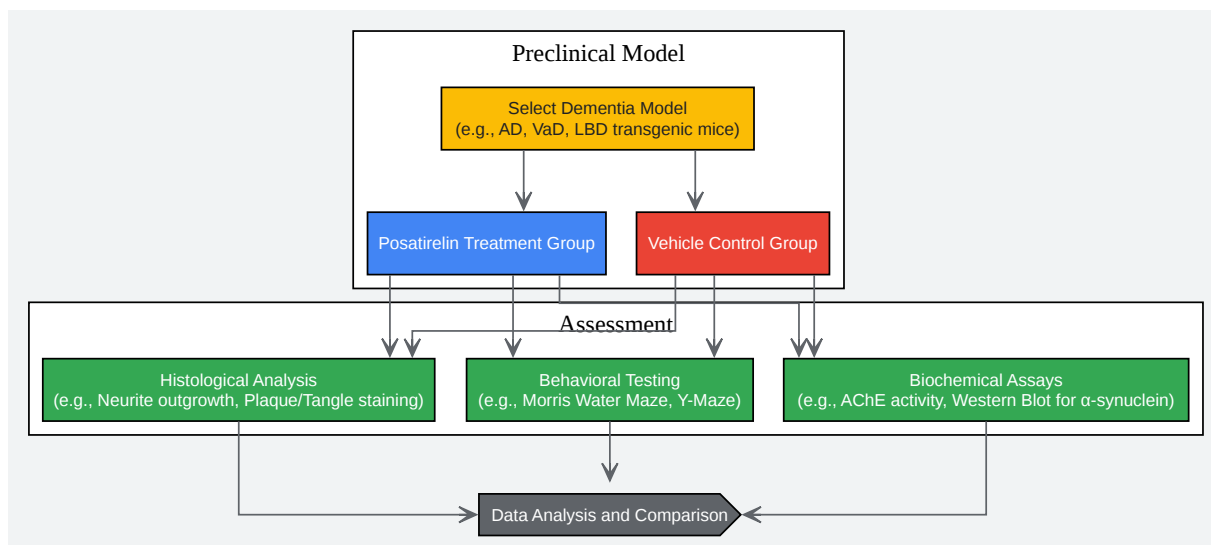 Preclinical Model
Select Dementia Model
(e.g., AD, VaD, LBD transgenic mice)
Posatirelin Treatment Group
Vehicle Control Group
Assessment
Histological Analysis
(e.g., Neurite outgrowth, Plaque/Tangle staining)
Behavioral Testing
(e.g., Morris Water Maze, Y-Maze)
Biochemical Assays
(e.g., AChE activity, Western Blot for α-synuclein)
Data Analysis and Comparison